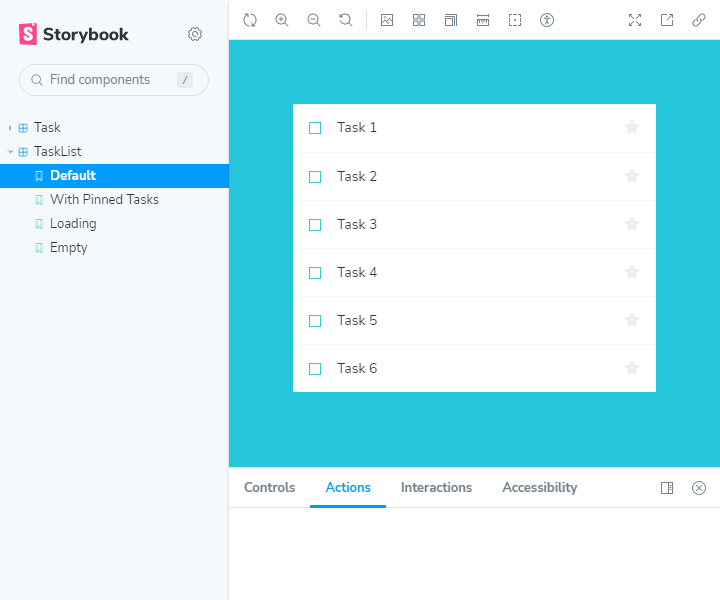 Storybook
Find components /
Task
TaskList
Default
With Pinned Tasks
Loading
Empty
Task 1
Task 2
Task 3
Task 4
Task 5
Task 6
Controls Actions Interactions Accessibility